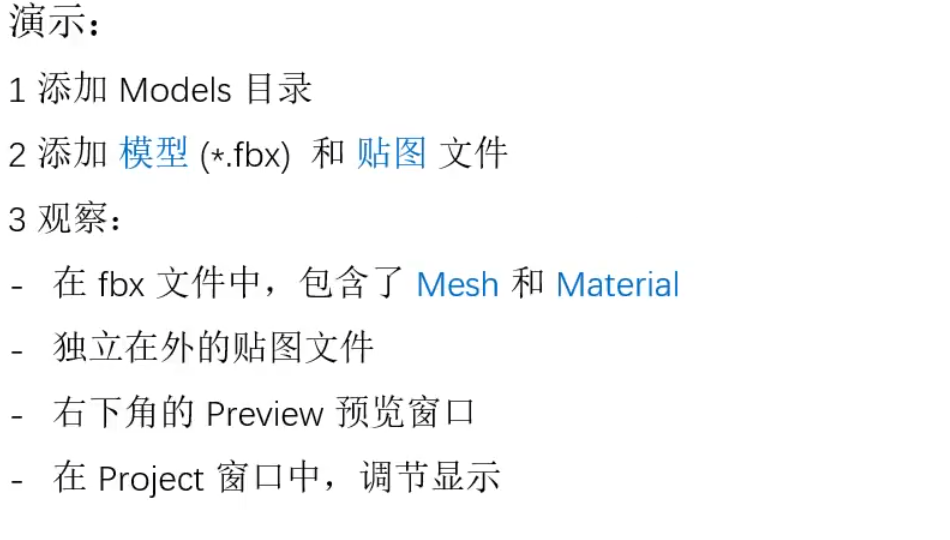 演示：
1 添加 Models 目录
2 添加 模型 (*.fbx) 和 贴图 文件
3 观察：
- 在 fbx 文件中，包含了 Mesh 和 Material
- 独立在外的贴图文件
- 右下角的 Preview 预览窗口
- 在 Project 窗口中，调节显示